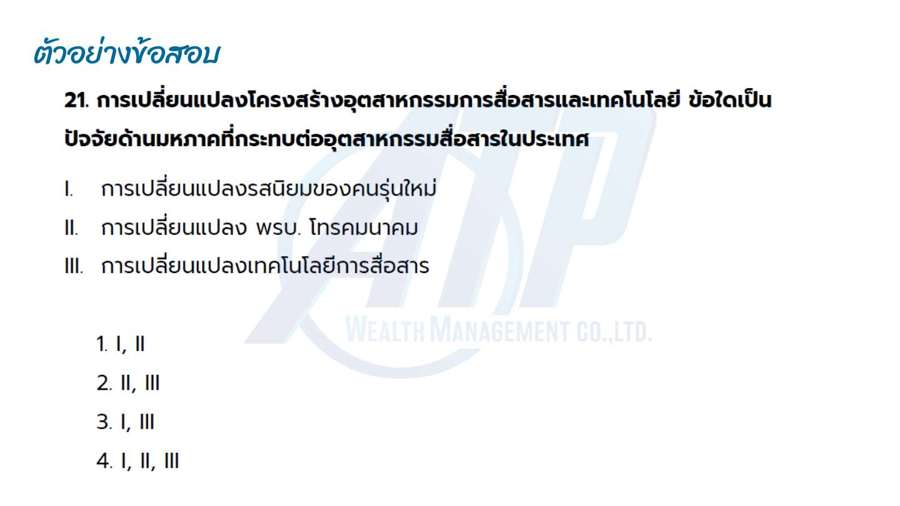 ตัวอย่างข้อสอบ
21. การเปลี่ยนแปลงโครงสร้างอุตสาหกรรมการสื่อสารและเทคโนโลยี ข้อใดเป็น
ปัจจัยด้านมหภาคที่กระทบต่ออุตสาหกรรมสื่อสารในประเทศ
I. การเปลี่ยนแปลงรสนิยมของคนรุ่นใหม่
II. การเปลี่ยนแปลง พรบ. โทรคมนาคม
III. การเปลี่ยนแปลงเทคโนโลยีการสื่อสาร
ATP
WEALTH MANAGEMENT CO.,LTD.
1. I, II
2. II, III
3. I, III
4. I, II, III